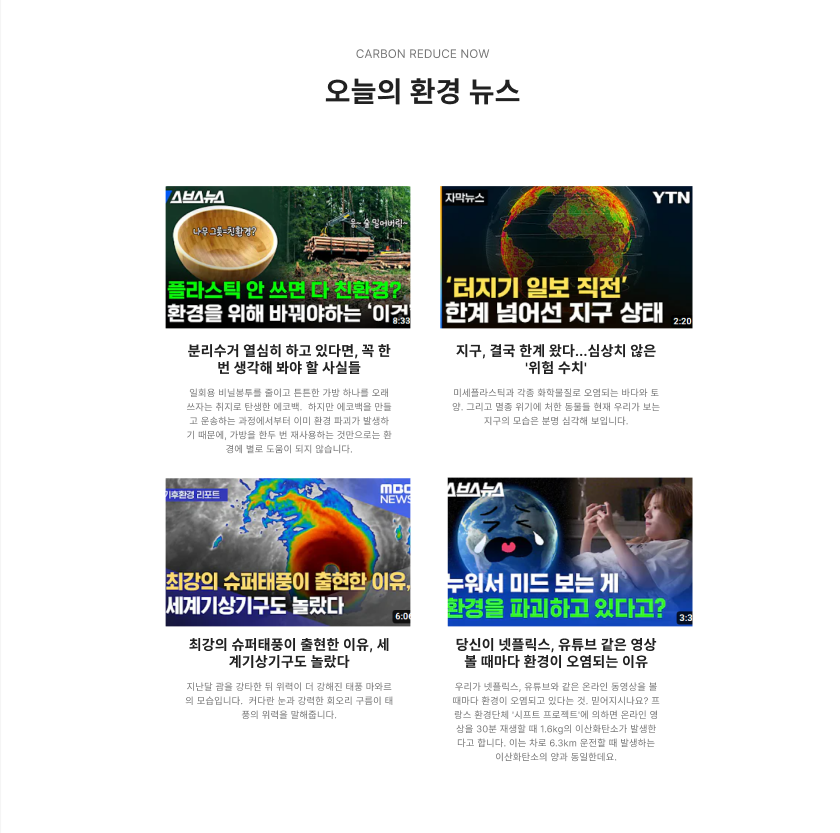 CARBON REDUCE NOW
오늘의 환경 뉴스
스브스뉴스
나무 그릇=친환경?
음~ 숲 밀어버린~
플라스틱 안 쓰면 다 친환경?
환경을 위해 바꿔야하는 ‘이것’
8:33
자막뉴스
YTN
‘터지기 일보 직전’
한계 넘어선 지구 상태
2:20
분리수거 열심히 하고 있다면, 꼭 한
번 생각해 봐야 할 사실들
지구, 결국 한계 왔다...심상치 않은
'위험 수치'
일회용 비닐봉투를 줄이고 튼튼한 가방 하나를 오래
쓰자는 취지로 탄생한 에코백. 하지만 에코백을 만들
고 운송하는 과정에서부터 이미 환경 파괴가 발생하
기 때문에, 가방을 한두 번 재사용하는 것만으로는 환
경에 별로 도움이 되지 않습니다.
미세플라스틱과 각종 화학물질로 오염되는 바다와 토
양. 그리고 멸종 위기에 처한 동물들 현재 우리가 보는
지구의 모습은 분명 심각해 보입니다.
기후환경 리포트
MBC
NEWS
최강의 슈퍼태풍이 출현한 이유,
세계기상기구도 놀랐다
6:06
스브스뉴스
누워서 미드 보는 게
환경을 파괴하고 있다고?
3:3
최강의 슈퍼태풍이 출현한 이유, 세
계기상기구도 놀랐다
당신이 넷플릭스, 유튜브 같은 영상
볼 때마다 환경이 오염되는 이유
지난달 괌을 강타한 뒤 위력이 더 강해진 태풍 마와르
의 모습입니다. 커다란 눈과 강력한 회오리 구름이 태
풍의 위력을 말해줍니다.
우리가 넷플릭스, 유튜브와 같은 온라인 동영상을 볼
때마다 환경이 오염되고 있다는 것. 믿어지시나요? 프
랑스 환경단체 '시프트 프로젝트'에 의하면 온라인 영
상을 30분 재생할 때 1.6kg의 이산화탄소가 발생한
다고 합니다. 이는 차로 6.3km 운전할 때 발생하는
이산화탄소의 양과 동일한데요.